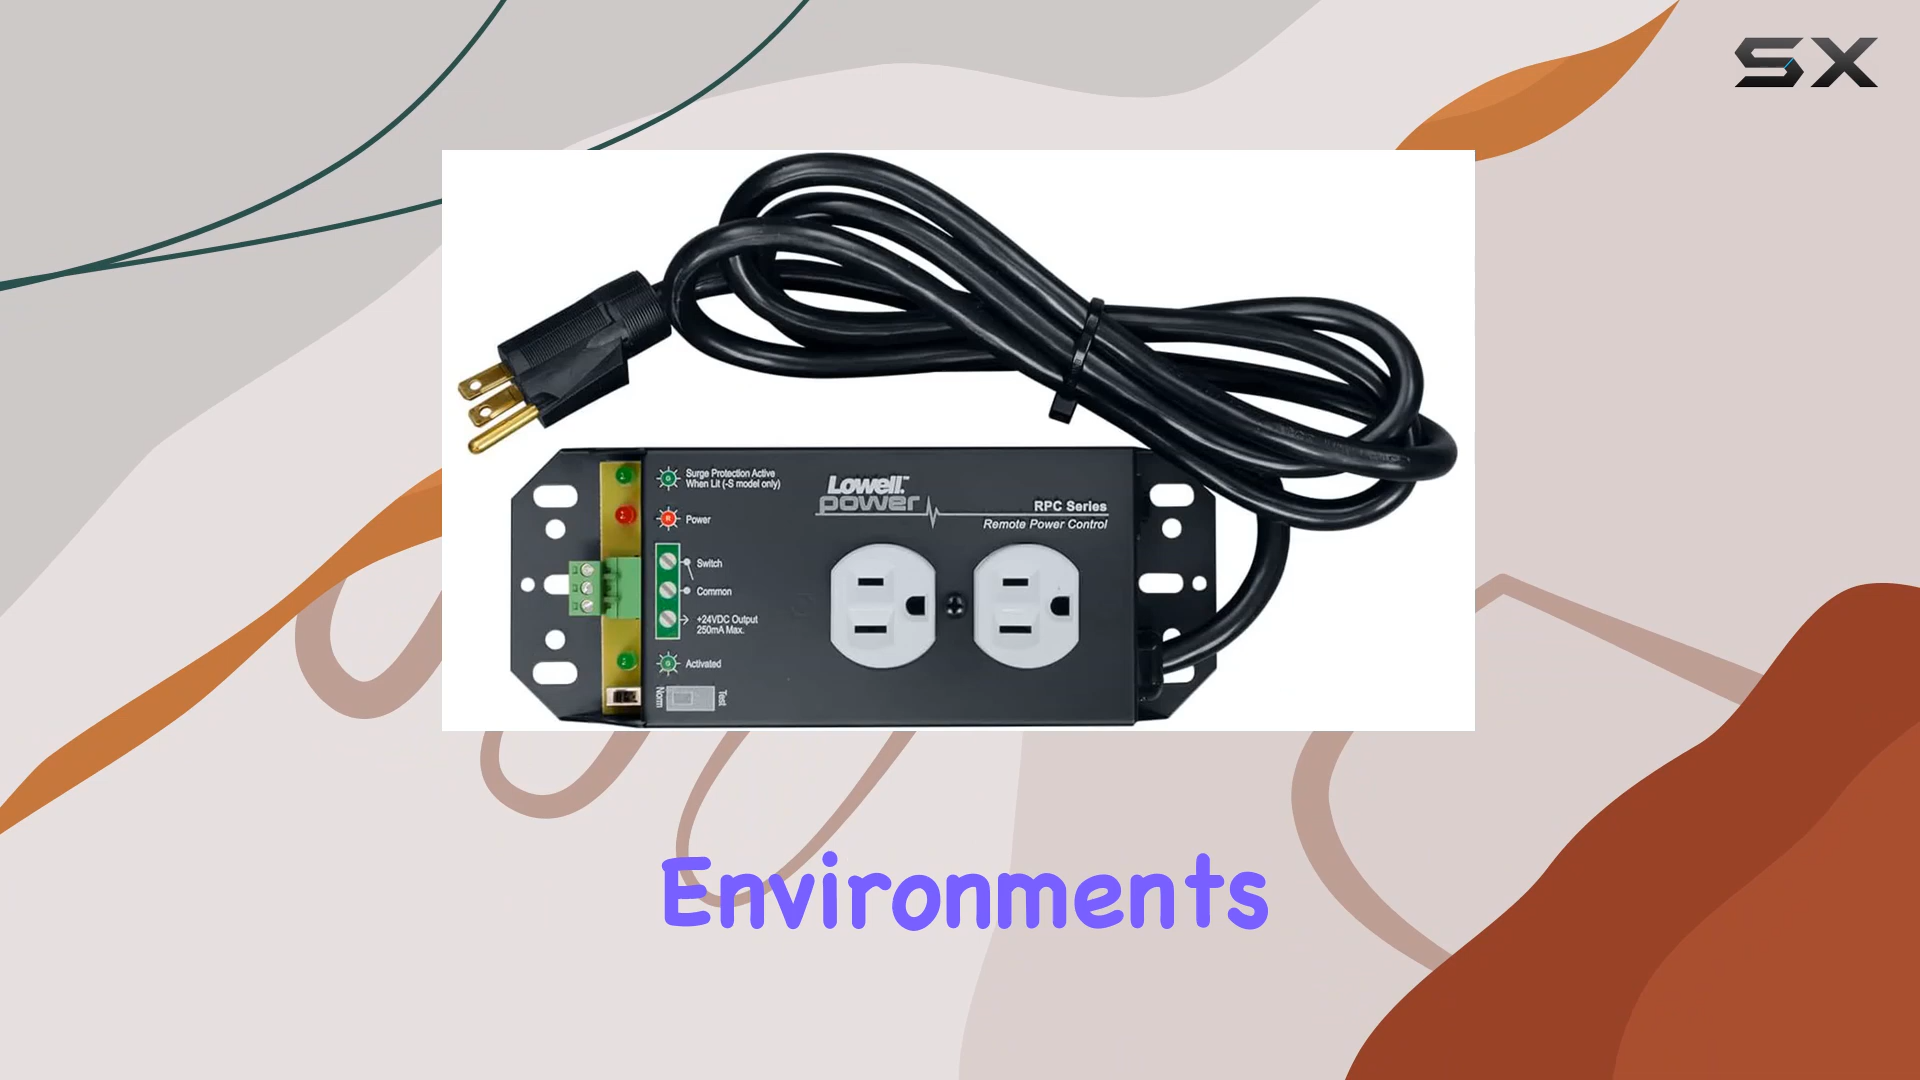 SX
Surge Protection Active
When Lit (-S model only)
Power
Switch
Common
+24VDC Output
250mA Max.
Activated
Norm
Test
Lowell™
power
RPC Series
Remote Power Control
Environments